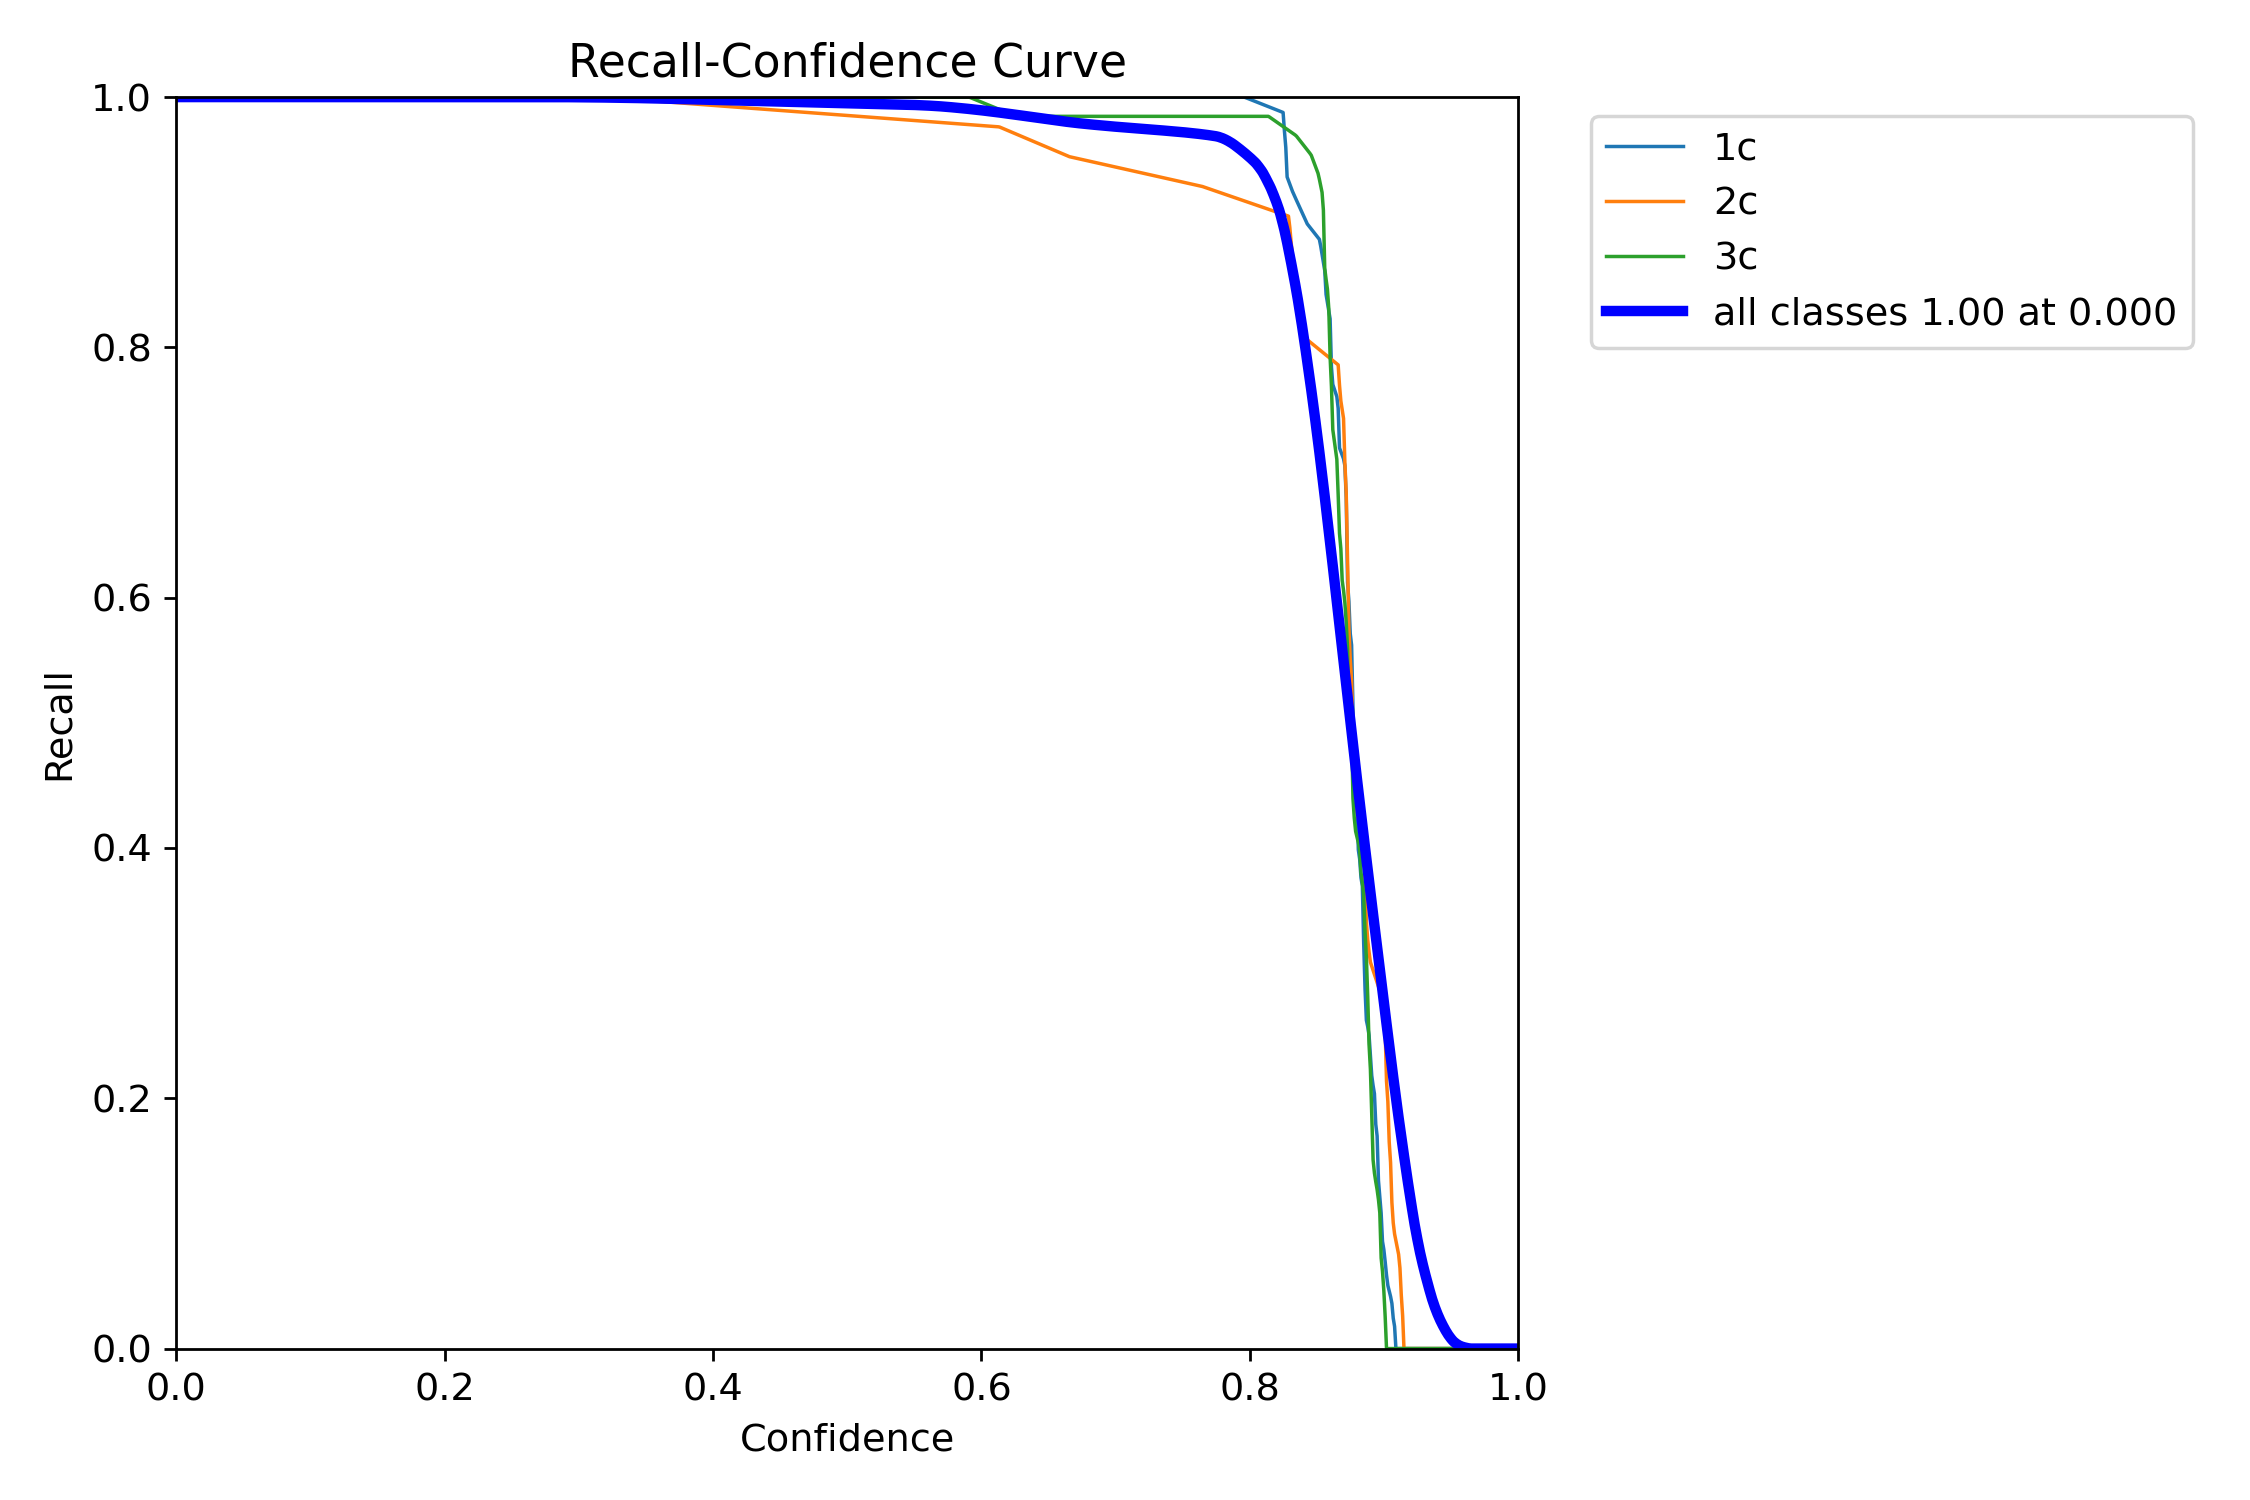 Recall-Confidence Curve
1.0
0.8
0.6
0.4
0.2
0.0
Recall
0.0 0.2 0.4 0.6 0.8 1.0
Confidence
1c
2c
3c
all classes 1.00 at 0.000